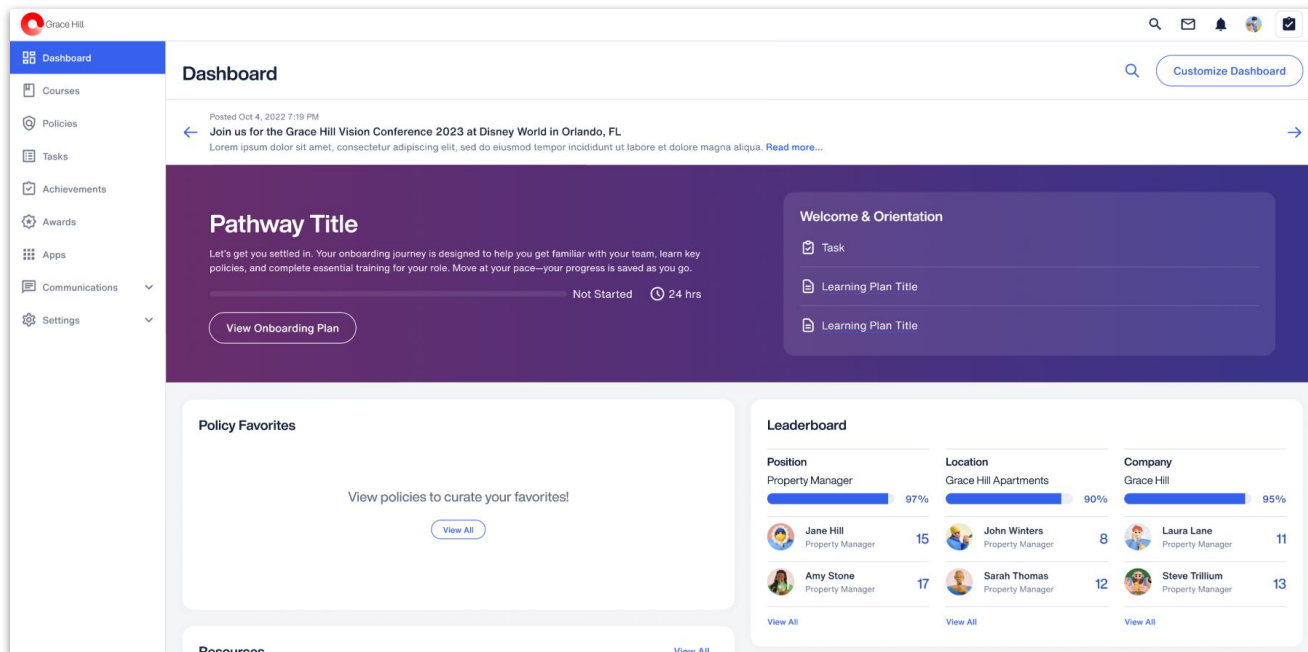 Grace Hill
Dashboard
Courses
Policies
Tasks
Achievements
Awards
Apps
Communications
Settings
Dashboard
Customize Dashboard
Posted Oct 4, 2022 7:19 PM
Join us for the Grace Hill Vision Conference 2023 at Disney World in Orlando, FL
Lorem ipsum dolor sit amet, consectetur adipiscing elit, sed do eiusmod tempor incididunt ut labore et dolore magna aliqua. Read more...
Pathway Title
Let's get you settled in. Your onboarding journey is designed to help you get familiar with your team, learn key
policies, and complete essential training for your role. Move at your pace—your progress is saved as you go.
Not Started 24 hrs
View Onboarding Plan
Welcome & Orientation
Task
Learning Plan Title
Learning Plan Title
Policy Favorites
View policies to curate your favorites!
View All
Resources View All
Leaderboard
Position
Property Manager
97%
Jane Hill
Property Manager
15
Amy Stone
Property Manager
17
View All
Location
Grace Hill Apartments
90%
John Winters
Property Manager
8
Sarah Thomas
Property Manager
12
View All
Company
Grace Hill
95%
Laura Lane
Property Manager
11
Steve Trillium
Property Manager
13
View All